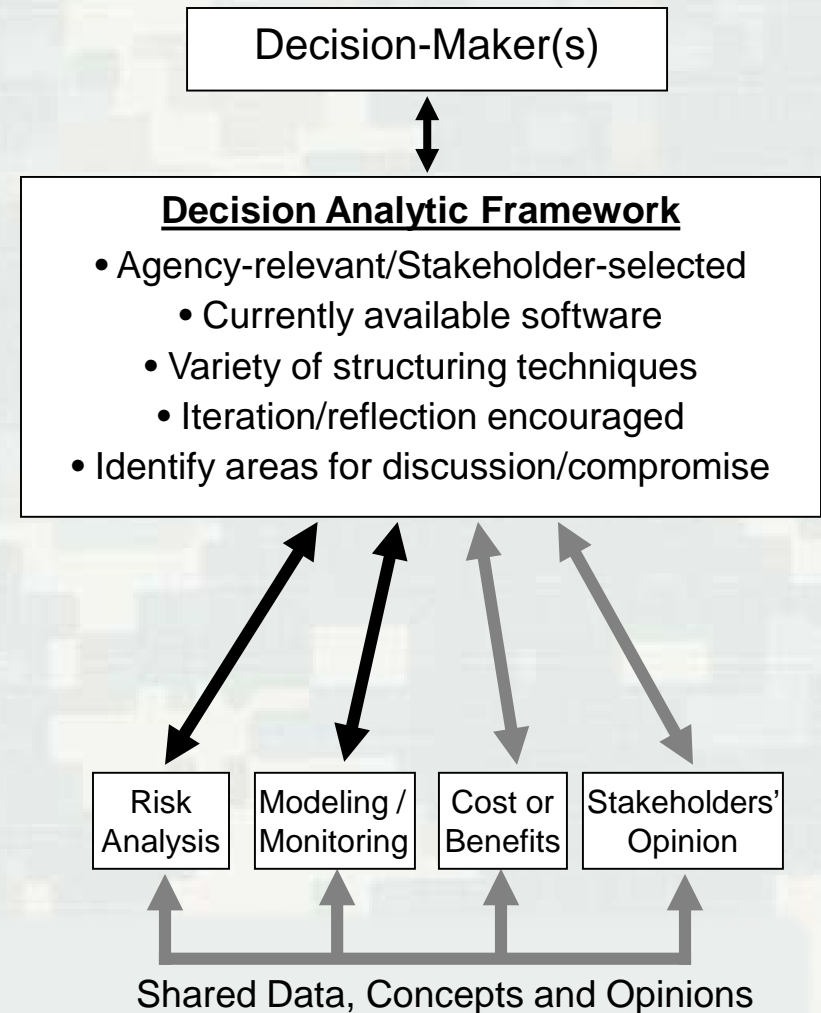 Decision-Maker(s)
Decision Analytic Framework
• Agency-relevant/Stakeholder-selected
• Currently available software
• Variety of structuring techniques
• Iteration/reflection encouraged
• Identify areas for discussion/compromise
Risk
Analysis
Modeling /
Monitoring
Cost or
Benefits
Stakeholders’
Opinion
Shared Data, Concepts and Opinions